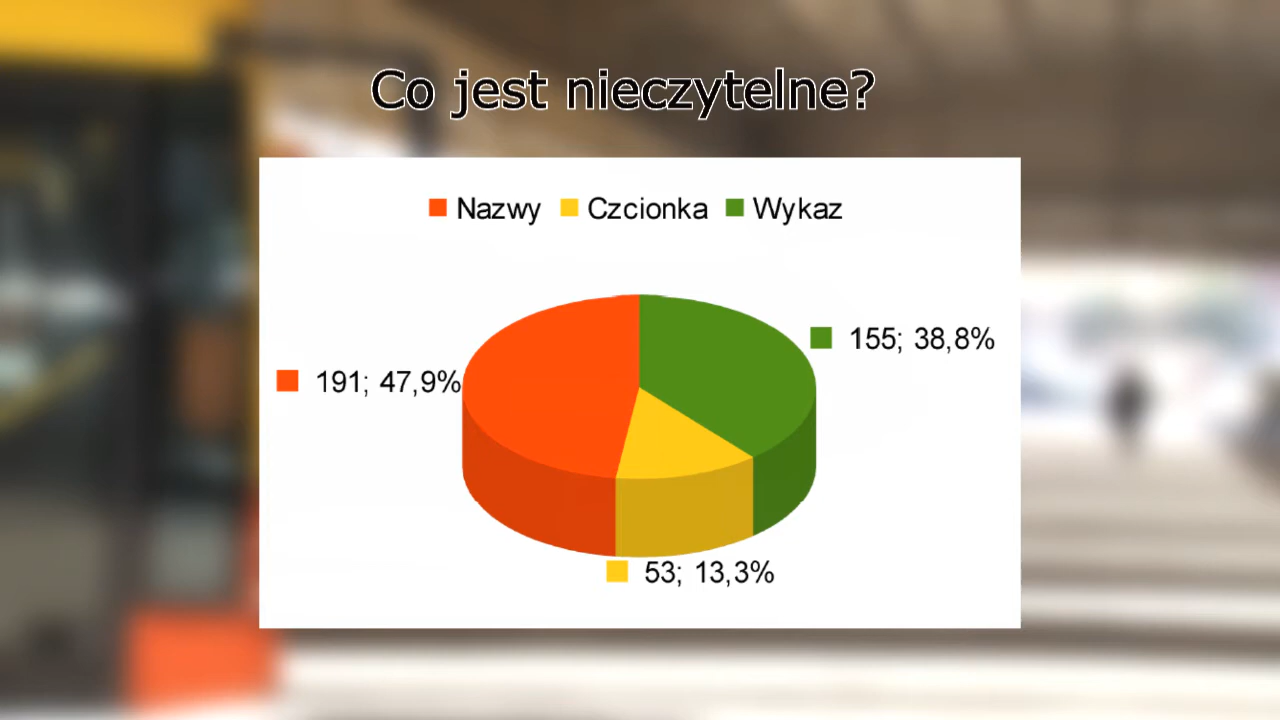 Co jest nieczytelne?
Nazwy Czcionka Wykaz
155; 38,8%
191; 47,9%
53; 13,3%